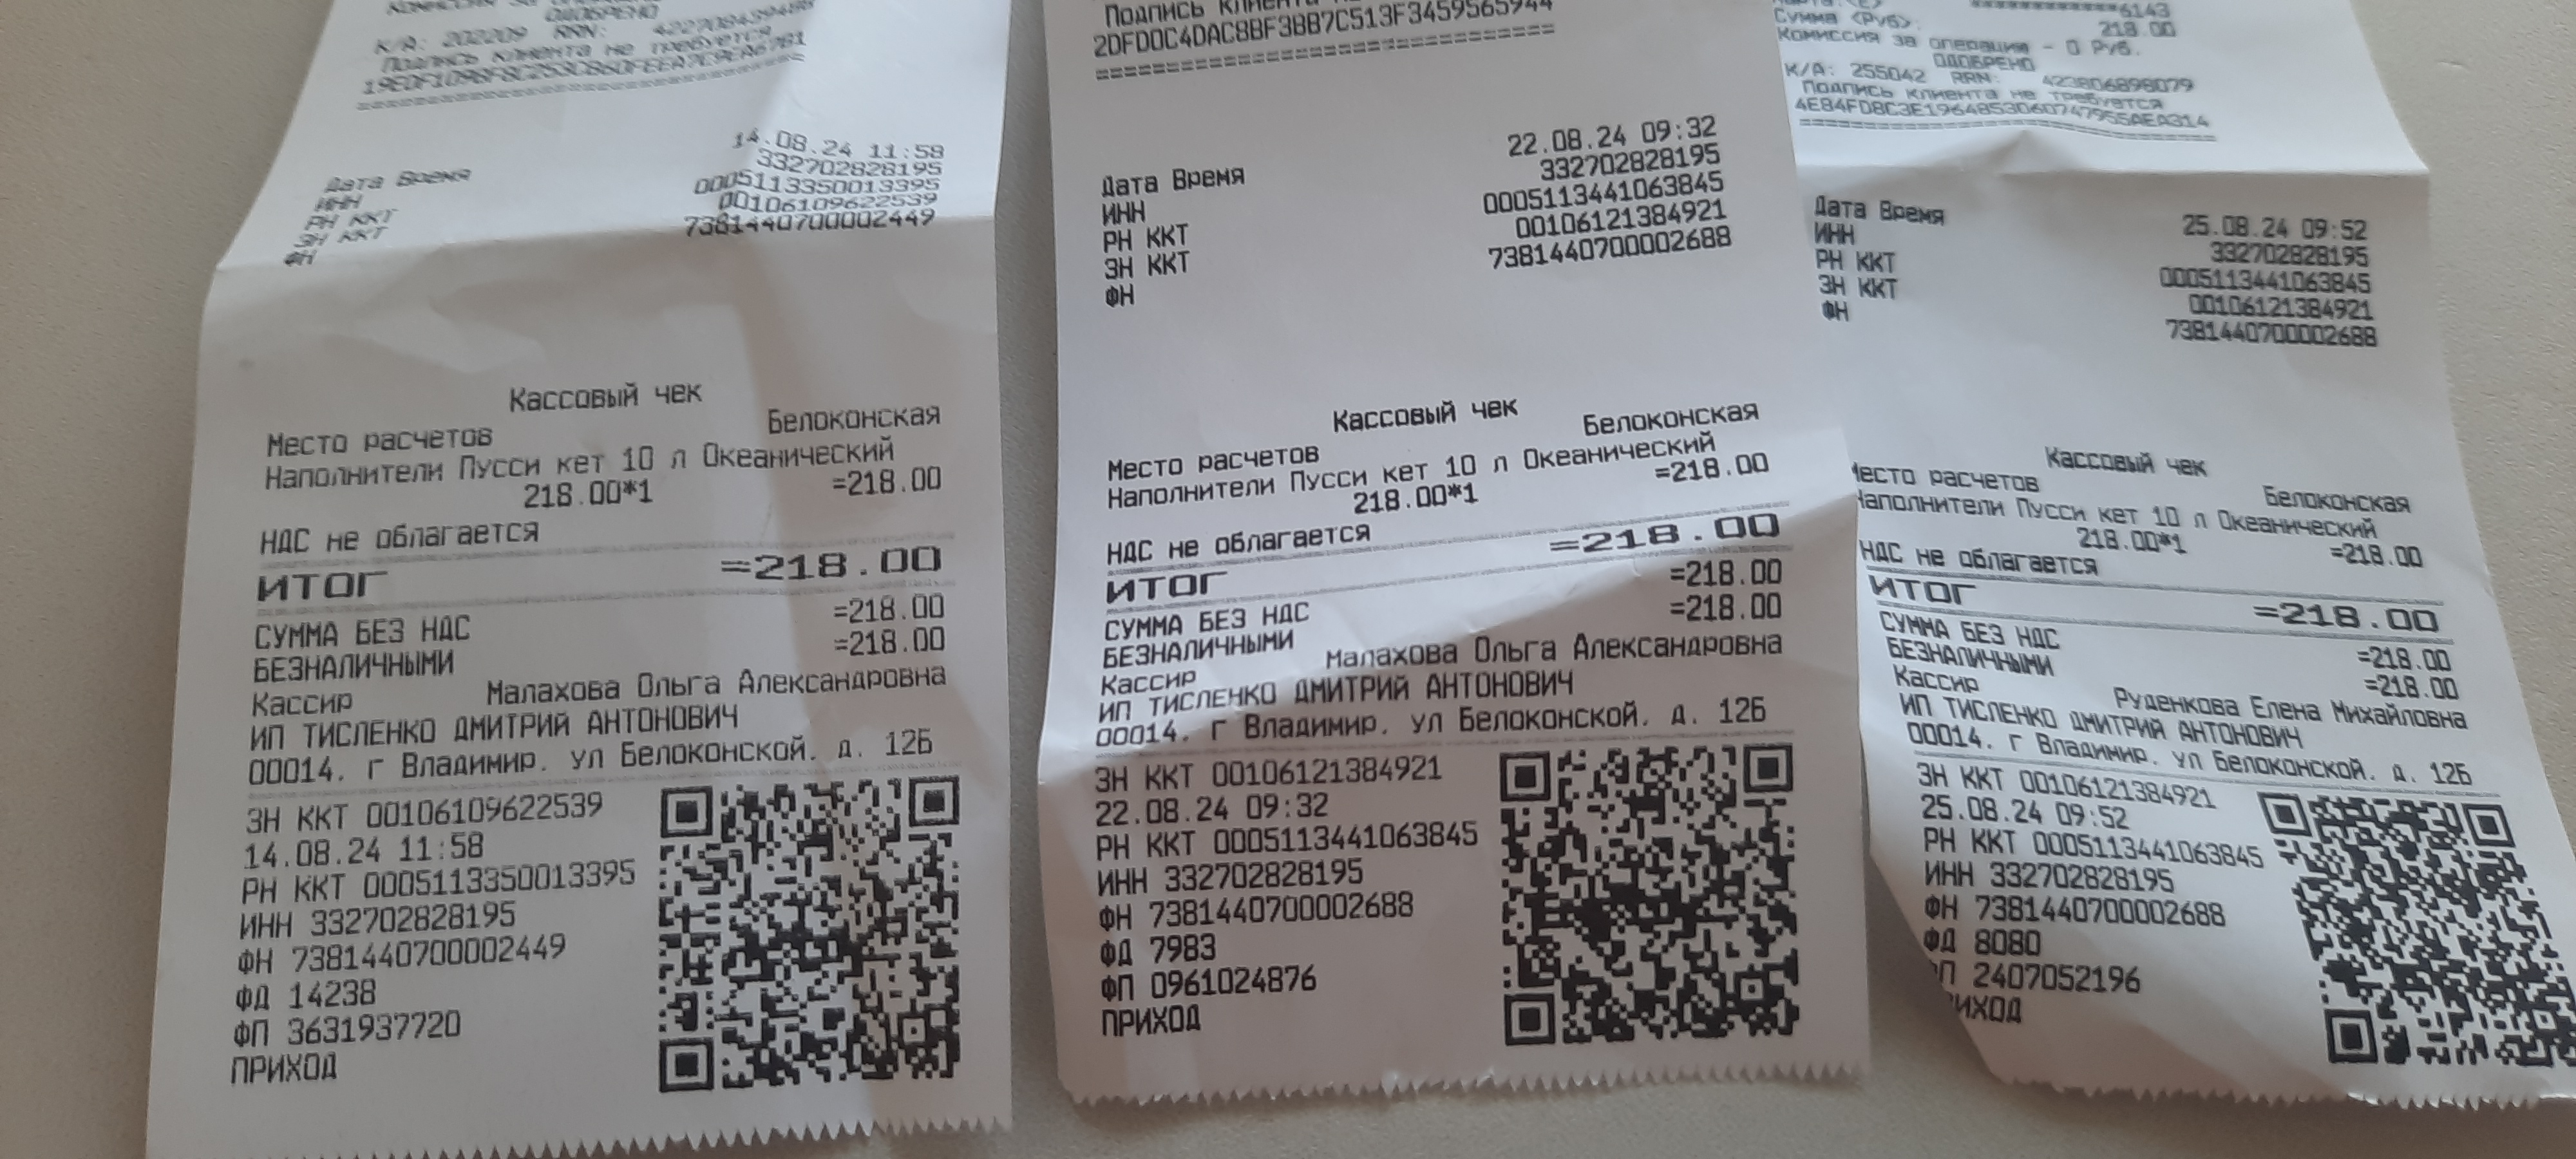 ОДОБРЕНО
К/А: 202209 RRN:
Подпись клиента не требуется
Дата Время 14.08.24 11:58
ИНН 332702828195
РН ККТ 0005113350013395
ЗН ККТ 00106109622539
ФН 7381440700002449
Кассовый чек
Место расчетов Белоконская
Наполнители Пусси кет 10 л Океанический
218.00*1 =218.00
НДС не облагается
ИТОГ =218.00
СУММА БЕЗ НДС =218.00
БЕЗНАЛИЧНЫМИ =218.00
Кассир Малахова Ольга Александровна
ИП ТИСЛЕНКО ДМИТРИЙ АНТОНОВИЧ
00014. г Владимир. ул Белоконской. д. 12Б
ЗН ККТ 00106109622539
14.08.24 11:58
РН ККТ 0005113350013395
ИНН 332702828195
ФН 7381440700002449
ФД 14238
ФП 3631937720
ПРИХОД
Подпись клиента
2DFD0C4DAC8BF3BB7C513F3459565944
==================================
Дата Время 22.08.24 09:32
ИНН 332702828195
РН ККТ 0005113441063845
ЗН ККТ 00106121384921
ФН 7381440700002688
Кассовый чек
Место расчетов Белоконская
Наполнители Пусси кет 10 л Океанический
218.00*1 =218.00
НДС не облагается
ИТОГ =218.00
СУММА БЕЗ НДС =218.00
БЕЗНАЛИЧНЫМИ =218.00
Кассир Малахова Ольга Александровна
ИП ТИСЛЕНКО ДМИТРИЙ АНТОНОВИЧ
00014. г Владимир. ул Белоконской. д. 12Б
ЗН ККТ 00106121384921
22.08.24 09:32
РН ККТ 0005113441063845
ИНН 332702828195
ФН 7381440700002688
ФД 7983
ФП 0961024876
ПРИХОД
************6143
Сумма (Руб): 218.00
Комиссия за операцию - 0 Руб.
ОДОБРЕНО
К/А: 255042 RRN: 423806898079
Подпись клиента не требуется
4E84FD8C3E1964853060747955AEA314
==================================
Дата Время 25.08.24 09:52
ИНН 332702828195
РН ККТ 0005113441063845
ЗН ККТ 00106121384921
ФН 7381440700002688
Кассовый чек
Место расчетов Белоконская
Наполнители Пусси кет 10 л Океанический
218.00*1 =218.00
НДС не облагается
ИТОГ =218.00
СУММА БЕЗ НДС =218.00
БЕЗНАЛИЧНЫМИ =218.00
Кассир Руденкова Елена Михайловна
ИП ТИСЛЕНКО ДМИТРИЙ АНТОНОВИЧ
00014. г Владимир. ул Белоконской. д. 12Б
ЗН ККТ 00106121384921
25.08.24 09:52
РН ККТ 0005113441063845
ИНН 332702828195
ФН 7381440700002688
ФД 8080
ФП 2407052196
ПРИХОД